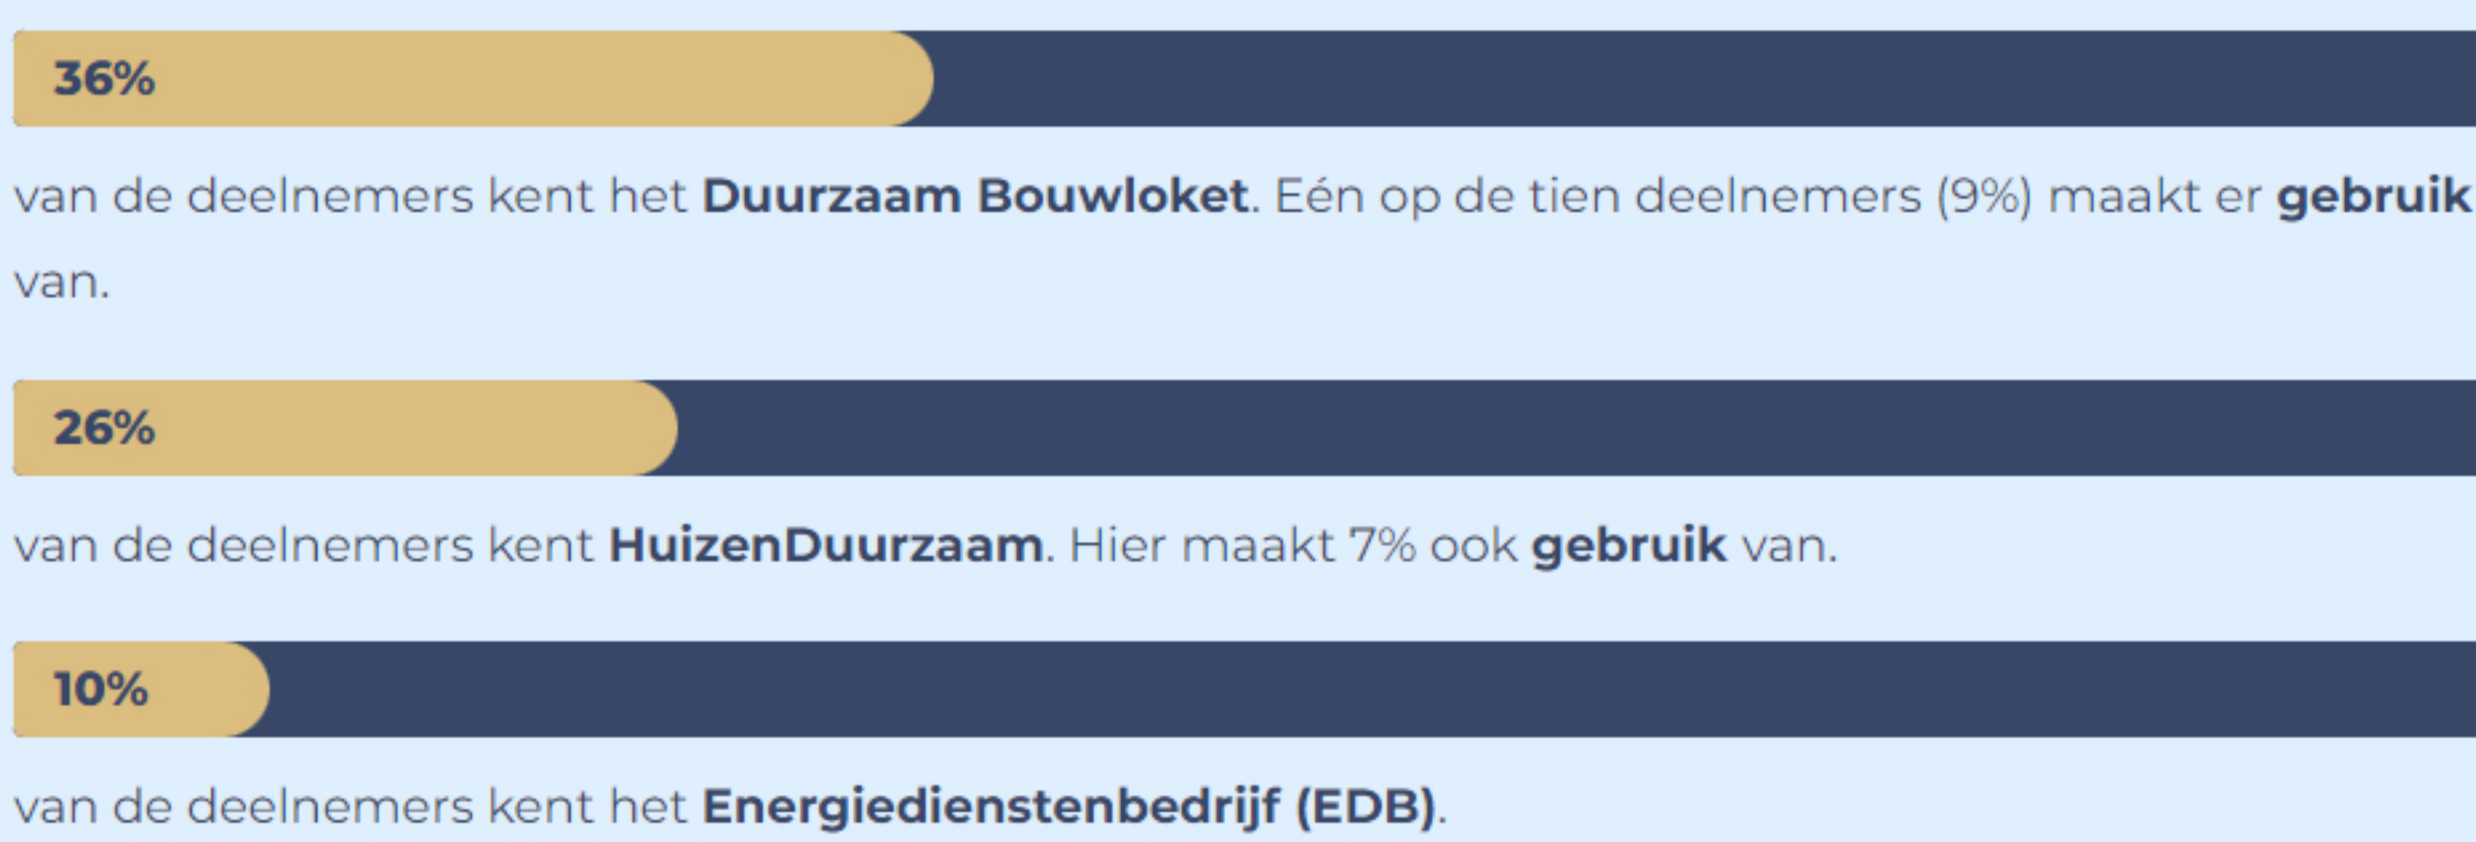 36%
van de deelnemers kent het Duurzaam Bouwloket. Eén op de tien deelnemers (9%) maakt er gebruik
van.
26%
van de deelnemers kent HuizenDuurzaam. Hier maakt 7% ook gebruik van.
10%
van de deelnemers kent het Energiedienstenbedrijf (EDB).